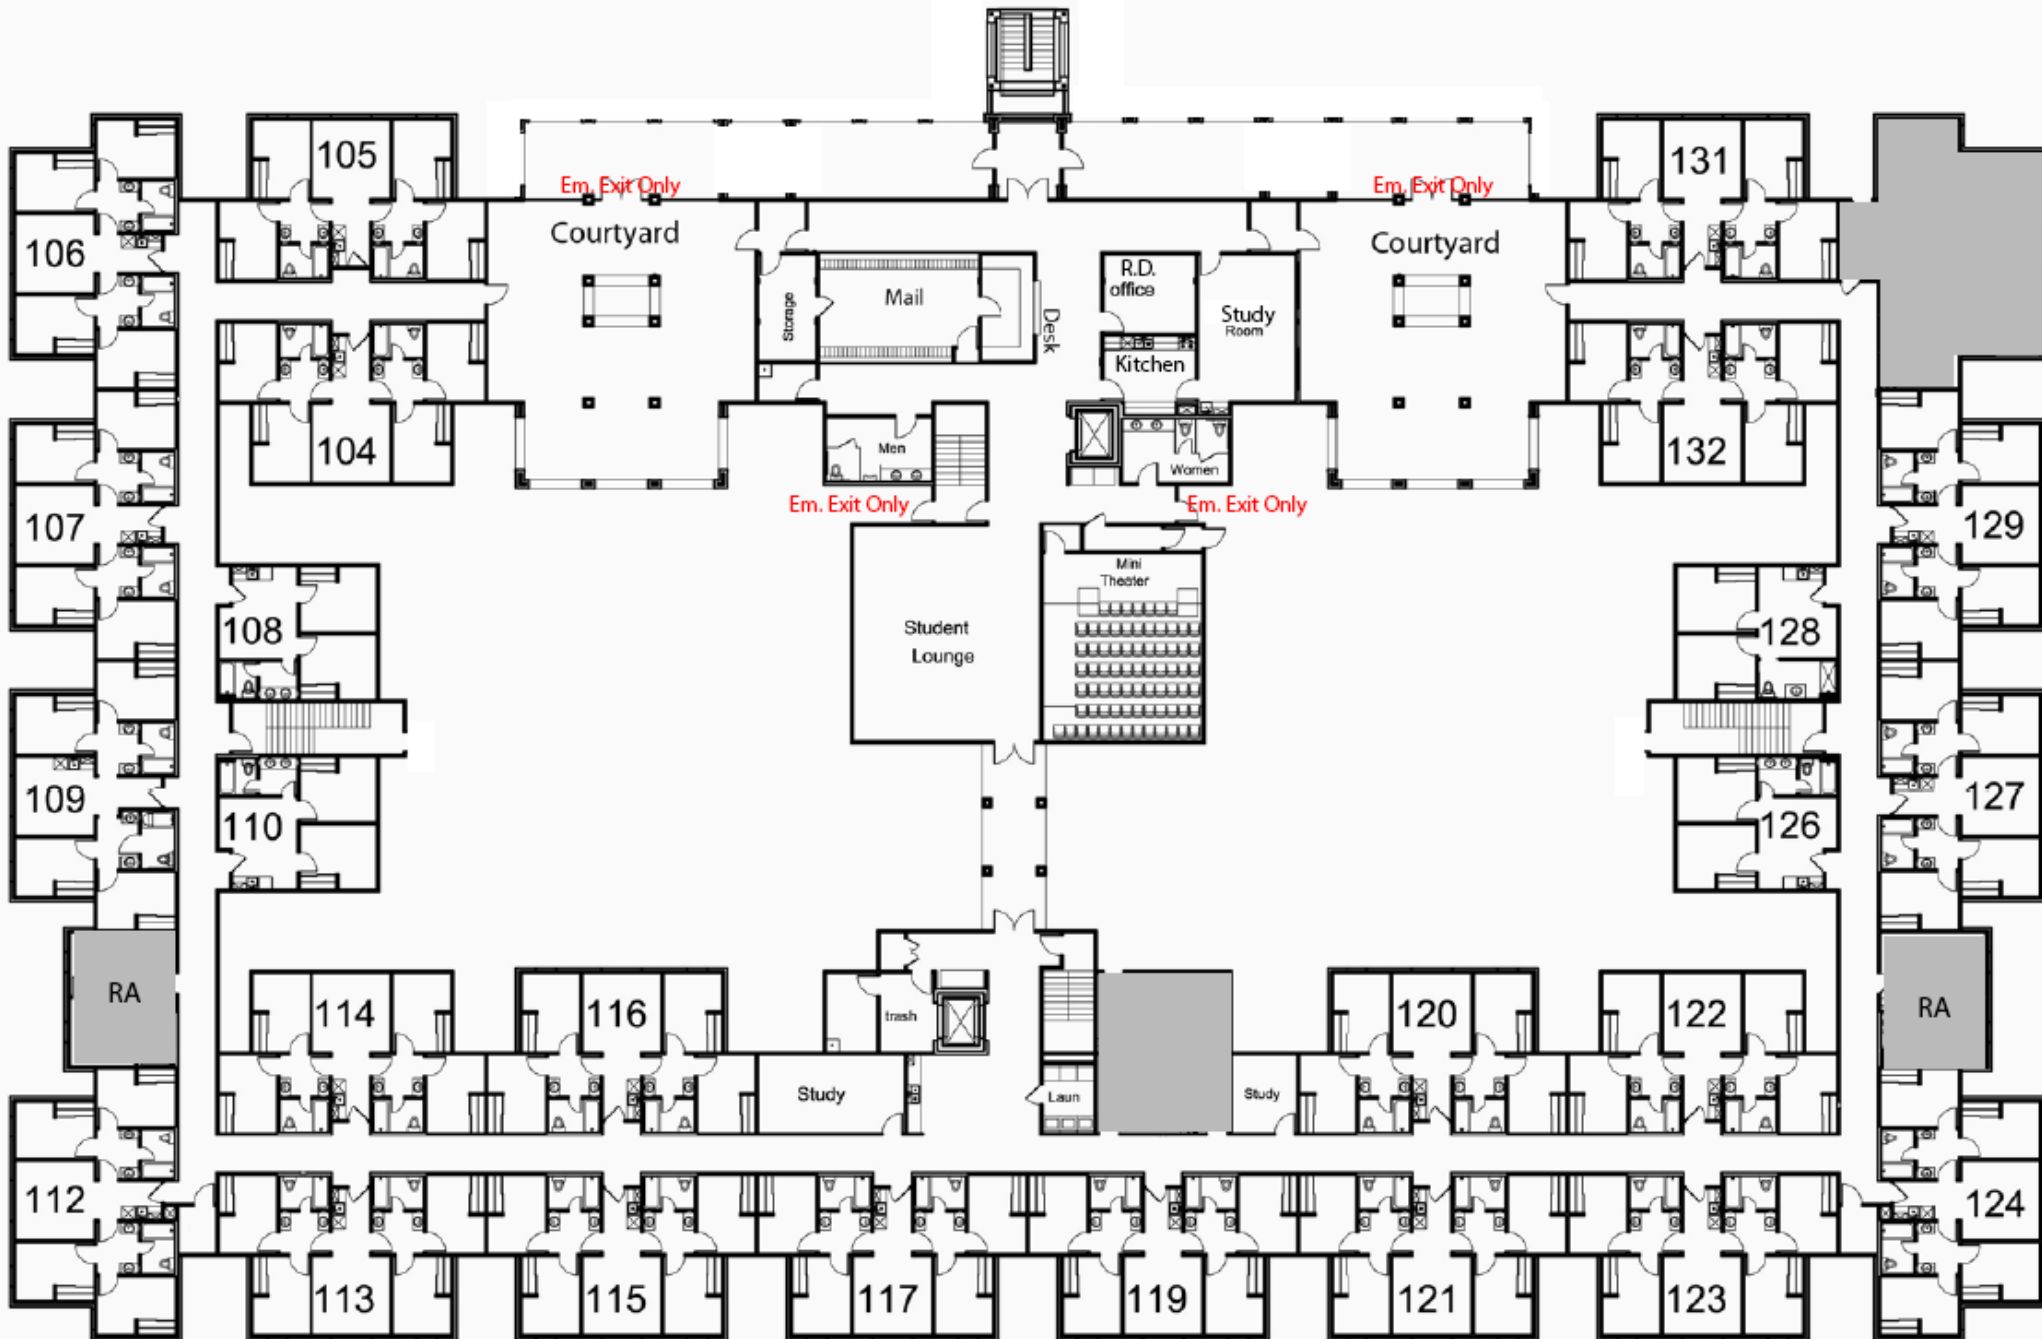 105
131
Em. Exit Only
Em. Exit Only
Courtyard
Courtyard
106
R.D.
office
Mail
Storage
Desk
Study
Room
Kitchen
104
Men
Women
132
Em. Exit Only
Em. Exit Only
107
129
Mini
Theater
108
Student
Lounge
128
109
110
126
127
RA
114
116
trash
120
122
RA
Study
Laun
Study
112
124
113
115
117
119
121
123